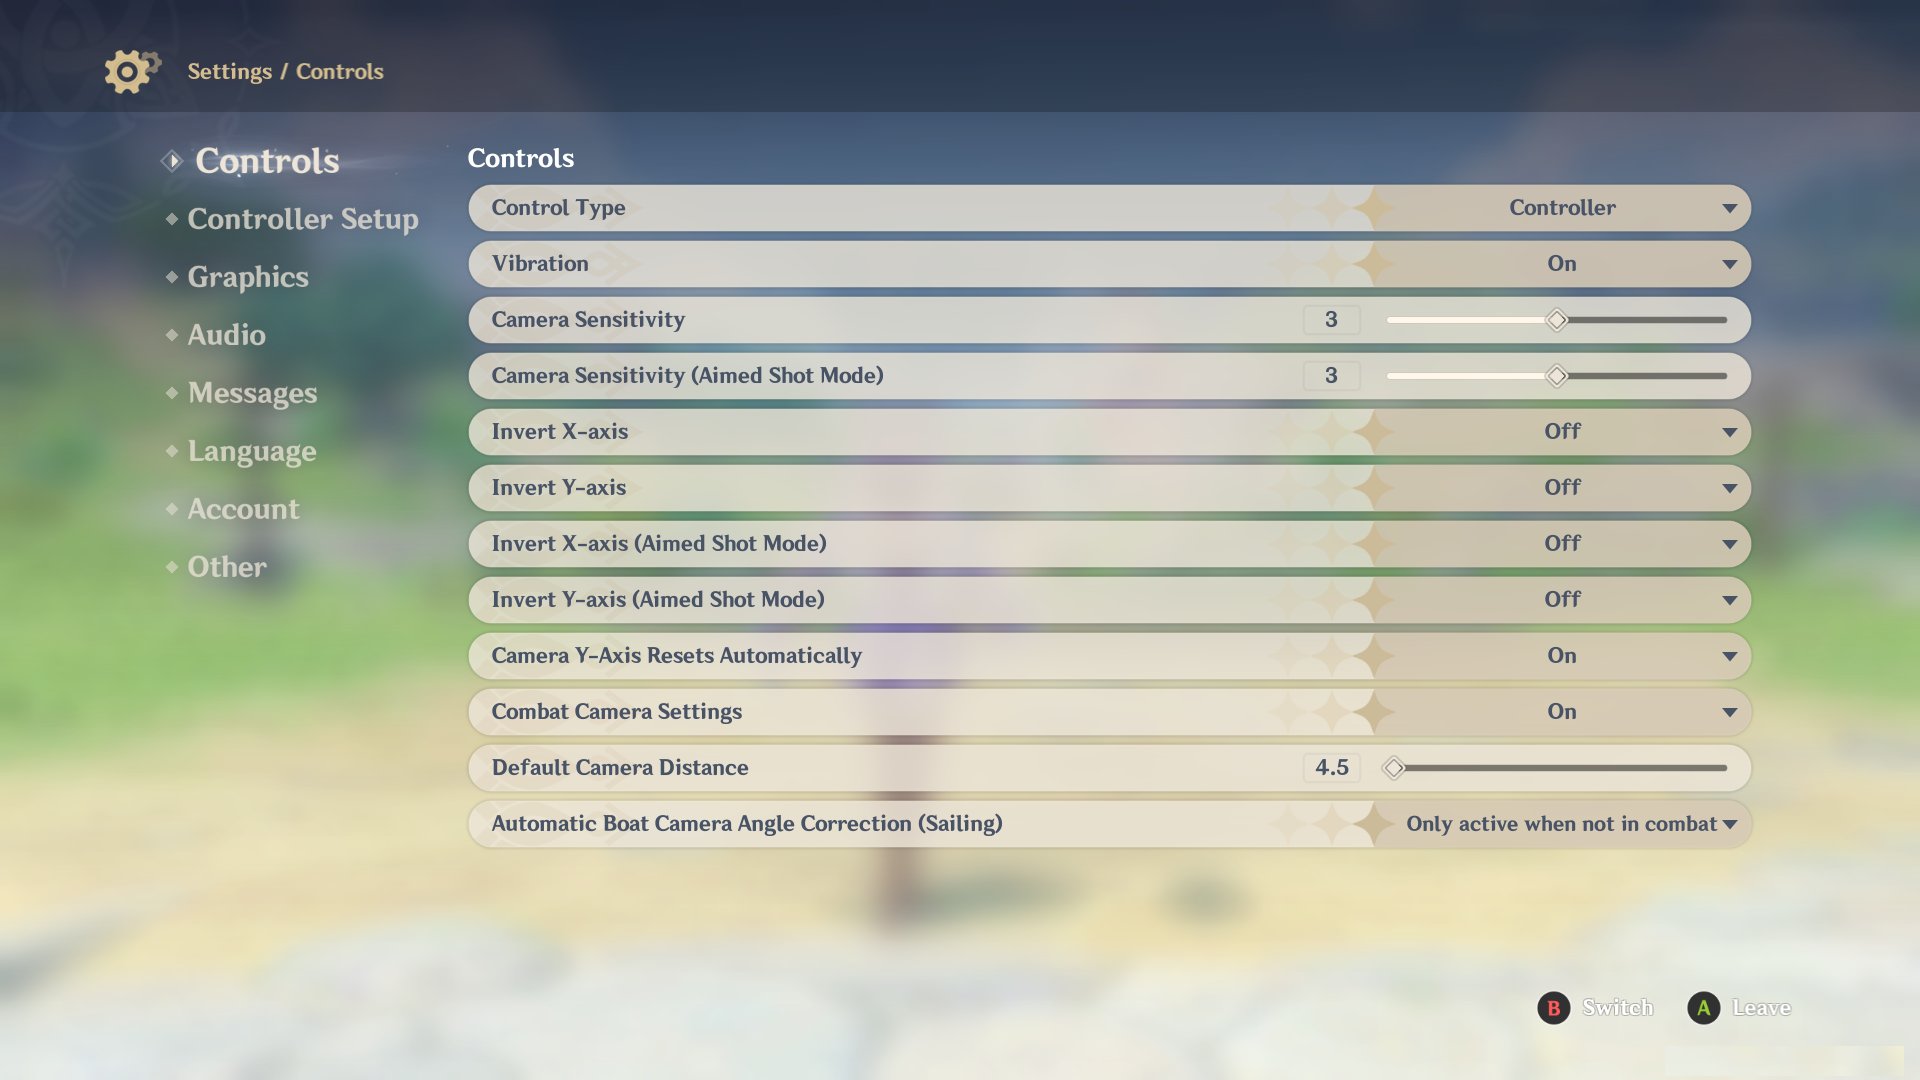 Settings / Controls
Controls
Controller Setup
Graphics
Audio
Messages
Language
Account
Other
Controls
Control Type Controller
Vibration On
Camera Sensitivity 3
Camera Sensitivity (Aimed Shot Mode) 3
Invert X-axis Off
Invert Y-axis Off
Invert X-axis (Aimed Shot Mode) Off
Invert Y-axis (Aimed Shot Mode) Off
Camera Y-Axis Resets Automatically On
Combat Camera Settings On
Default Camera Distance 4.5
Automatic Boat Camera Angle Correction (Sailing) Only active when not in combat
B Switch A Leave